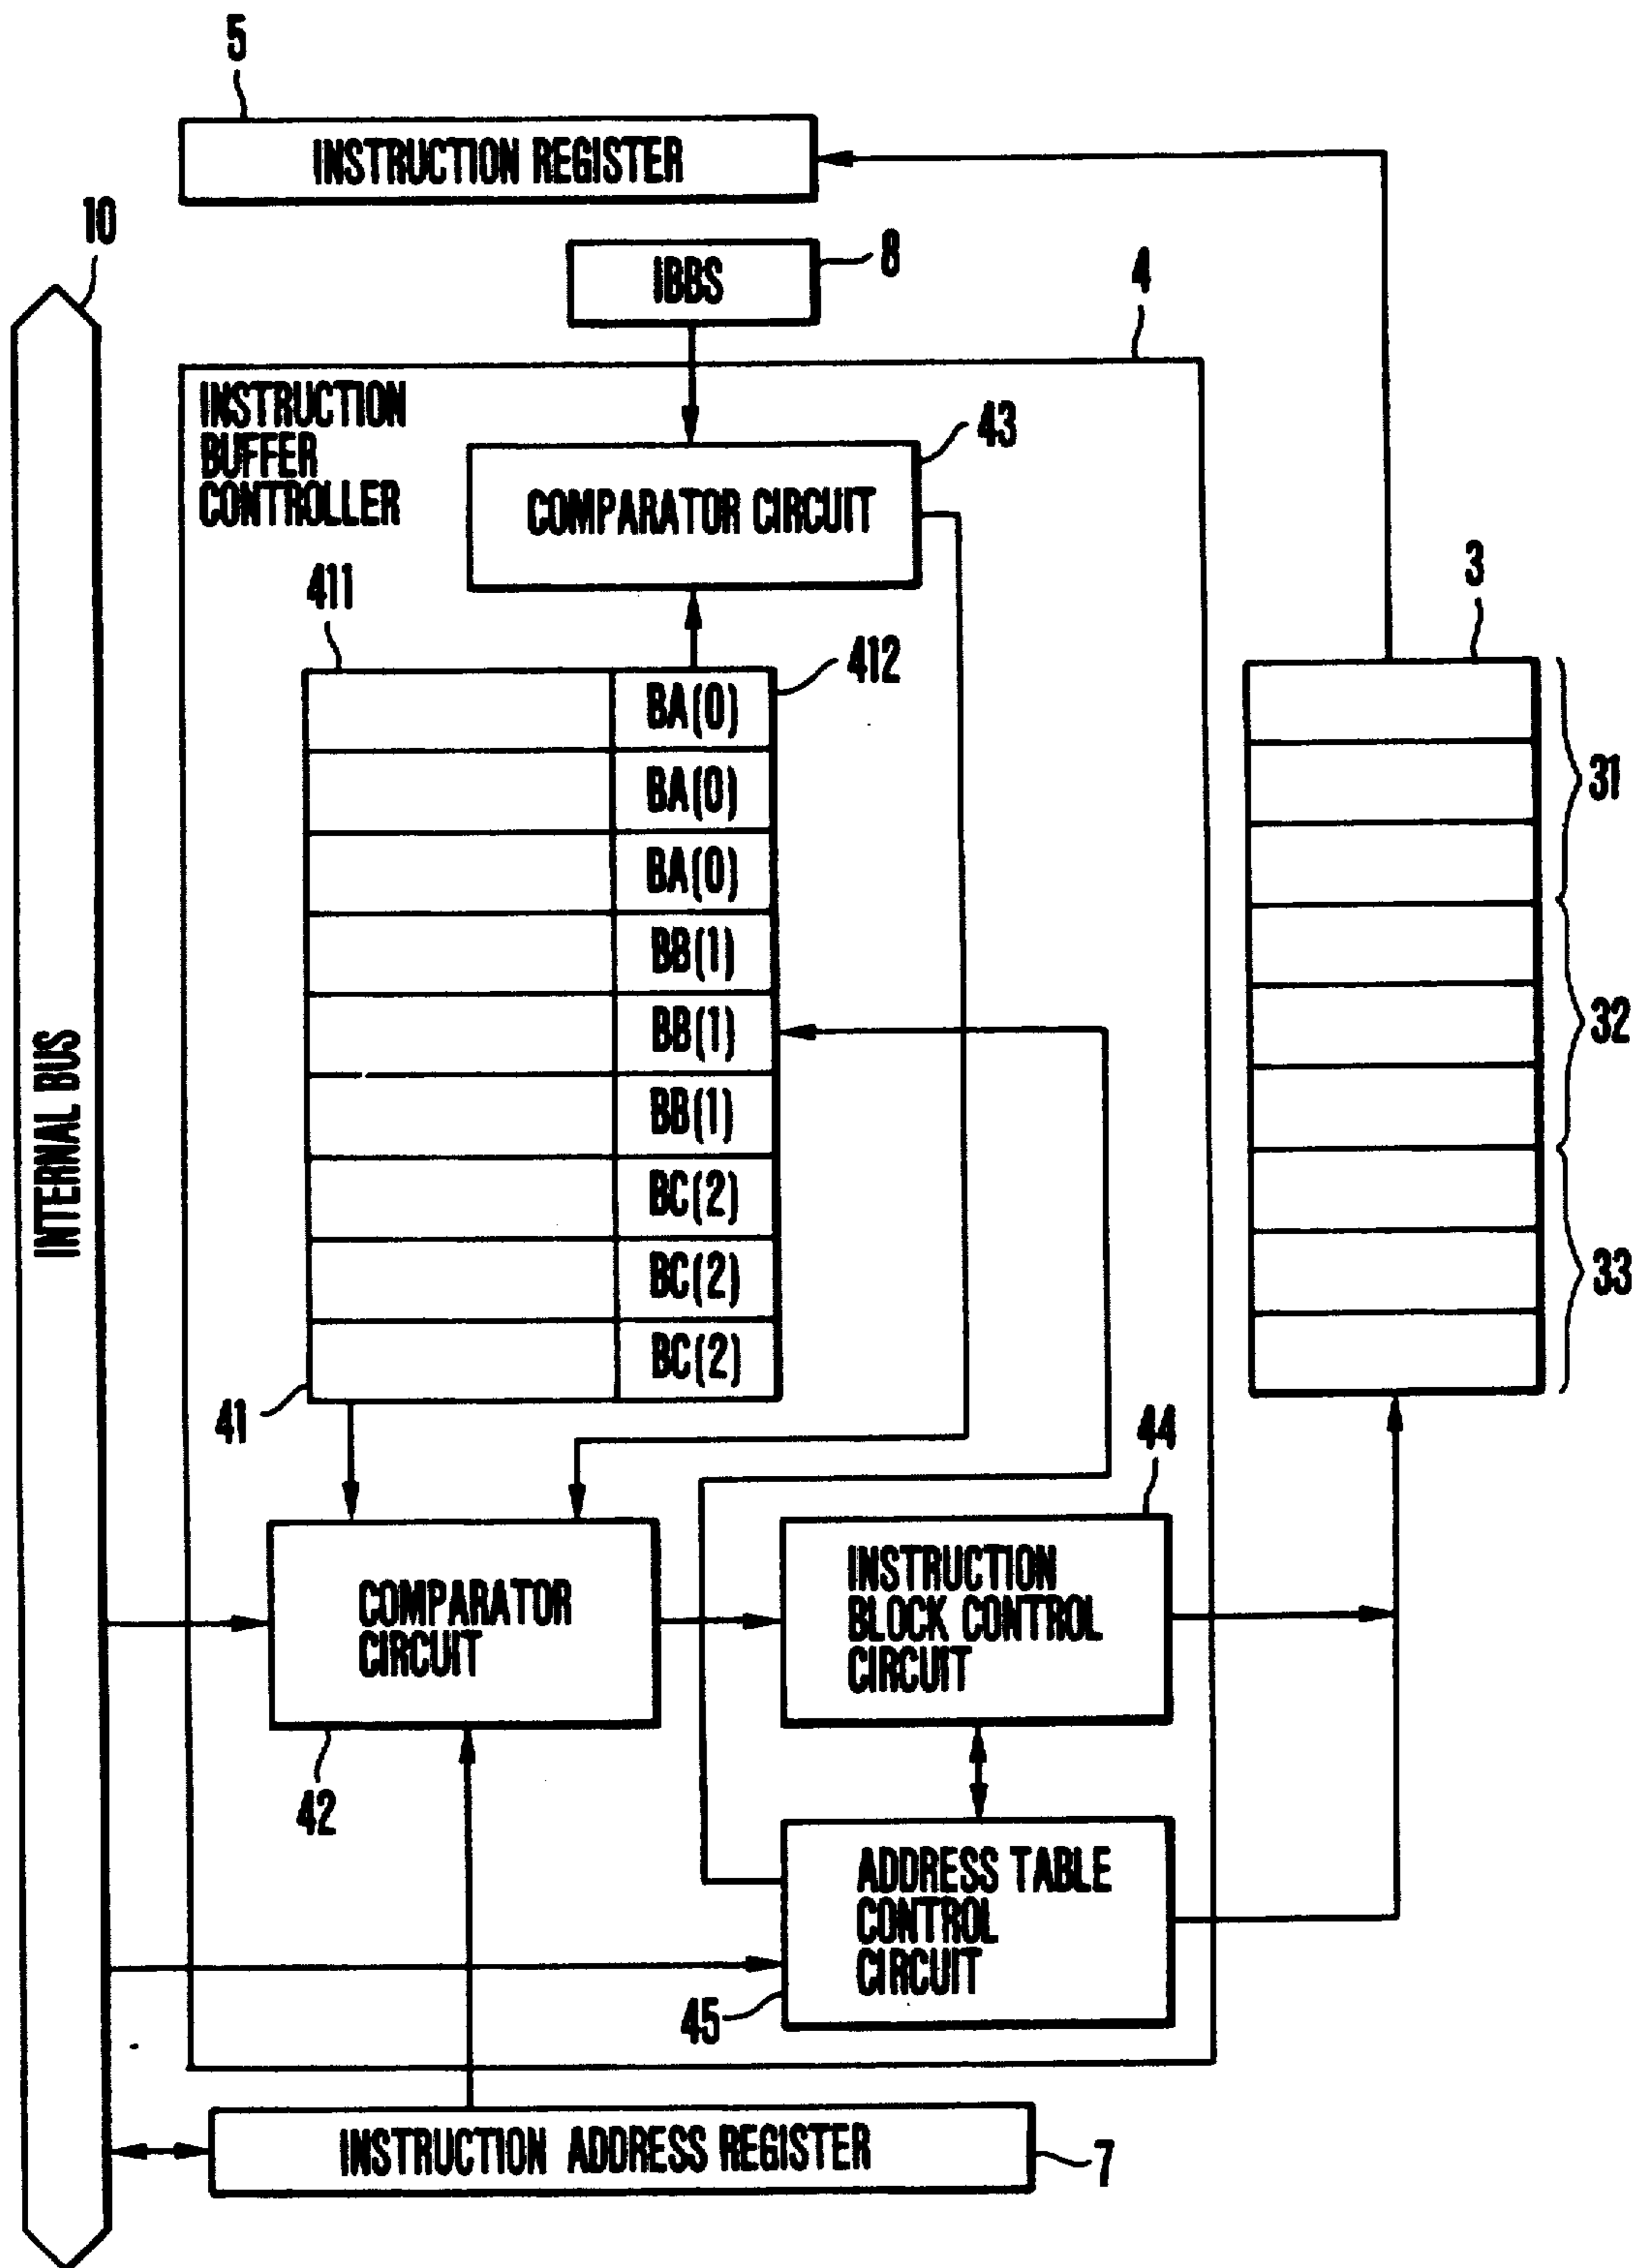 5
INSTRUCTION REGISTER
10
IBBS
8
4
INSTRUCTION
BUFFER
CONTROLLER
43
COMPARATOR CIRCUIT
3
411
412
BA(0)
BA(0)
BA(0)
BB(1)
BB(1)
BB(1)
BC(2)
BC(2)
BC(2)
31
32
33
INTERNAL BUS
41
44
COMPARATOR
CIRCUIT
INSTRUCTION
BLOCK CONTROL
CIRCUIT
42
ADDRESS TABLE
CONTROL
CIRCUIT
45
INSTRUCTION ADDRESS REGISTER
7